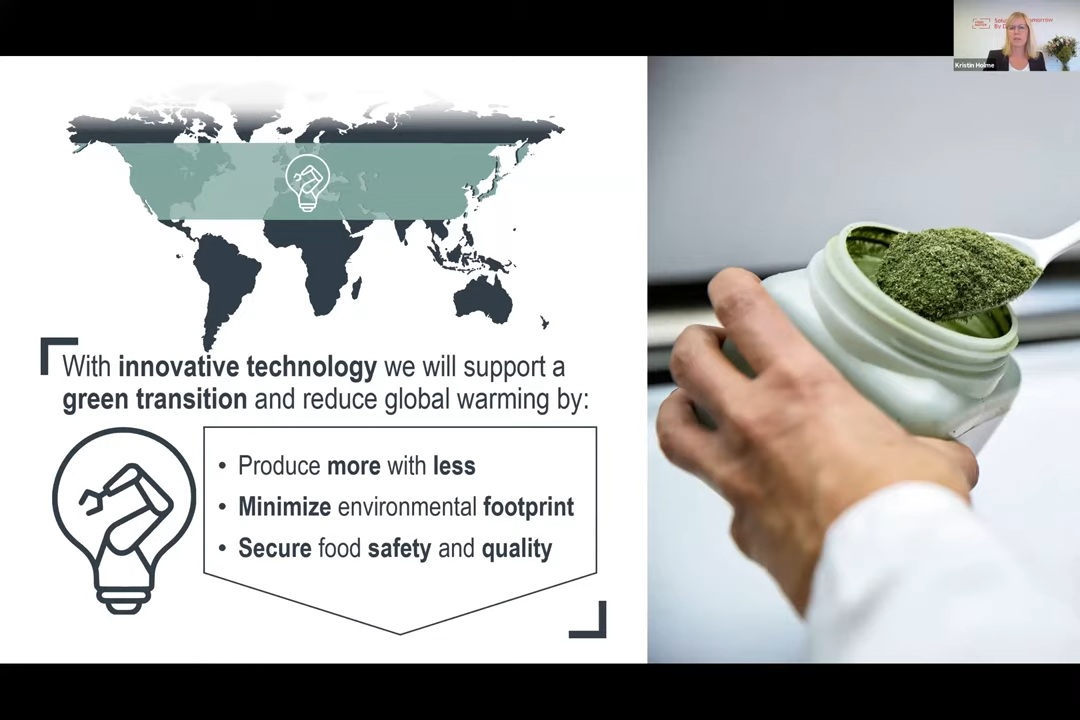 Kristin Holme
With innovative technology we will support a
green transition and reduce global warming by:
• Produce more with less
• Minimize environmental footprint
• Secure food safety and quality